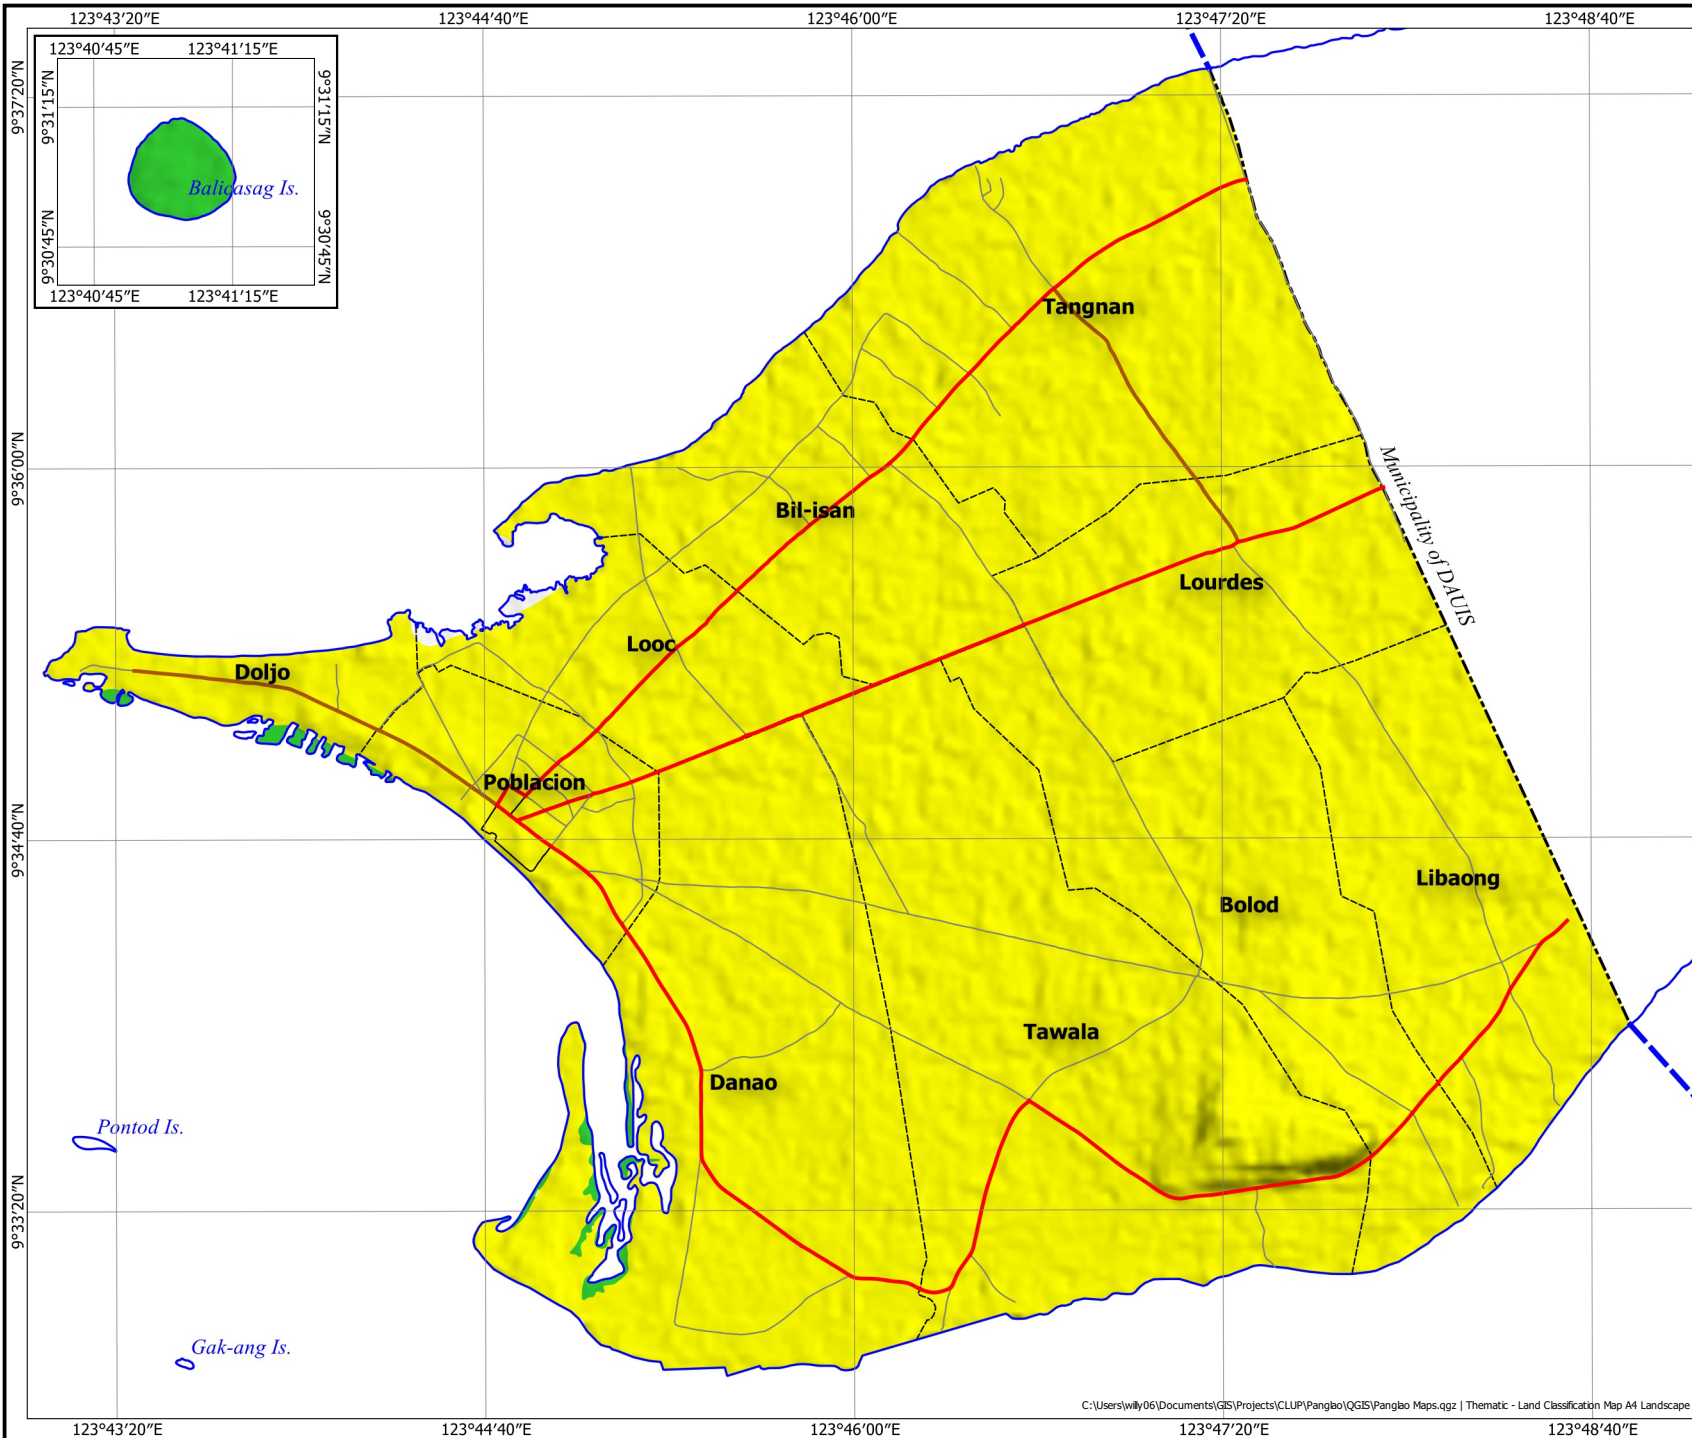 123°43'20"E 123°44'40"E 123°46'00"E 123°47'20"E 123°48'40"E
123°40'45"E 123°41'15"E
9°31'15"N
9°31'15"N
Balicasag Is.
9°30'45"N
9°30'45"N
123°40'45"E 123°41'15"E
9°37'20"N
Tangnan
9°36'00"N
Municipality of DAUIS
Bil-isan
Lourdes
Looc
Doljo
Poblacion
9°34'40"N
Libaong
Bolod
Tawala
Danao
Pontod Is.
9°33'20"N
Gak-ang Is.
C:\Users\willy06\Documents\GIS\Projects\CLUP\Panglao\QGIS\Panglao Maps.qgz | Thematic - Land Classification Map A4 Landscape
123°43'20"E 123°44'40"E 123°46'00"E 123°47'20"E 123°48'40"E